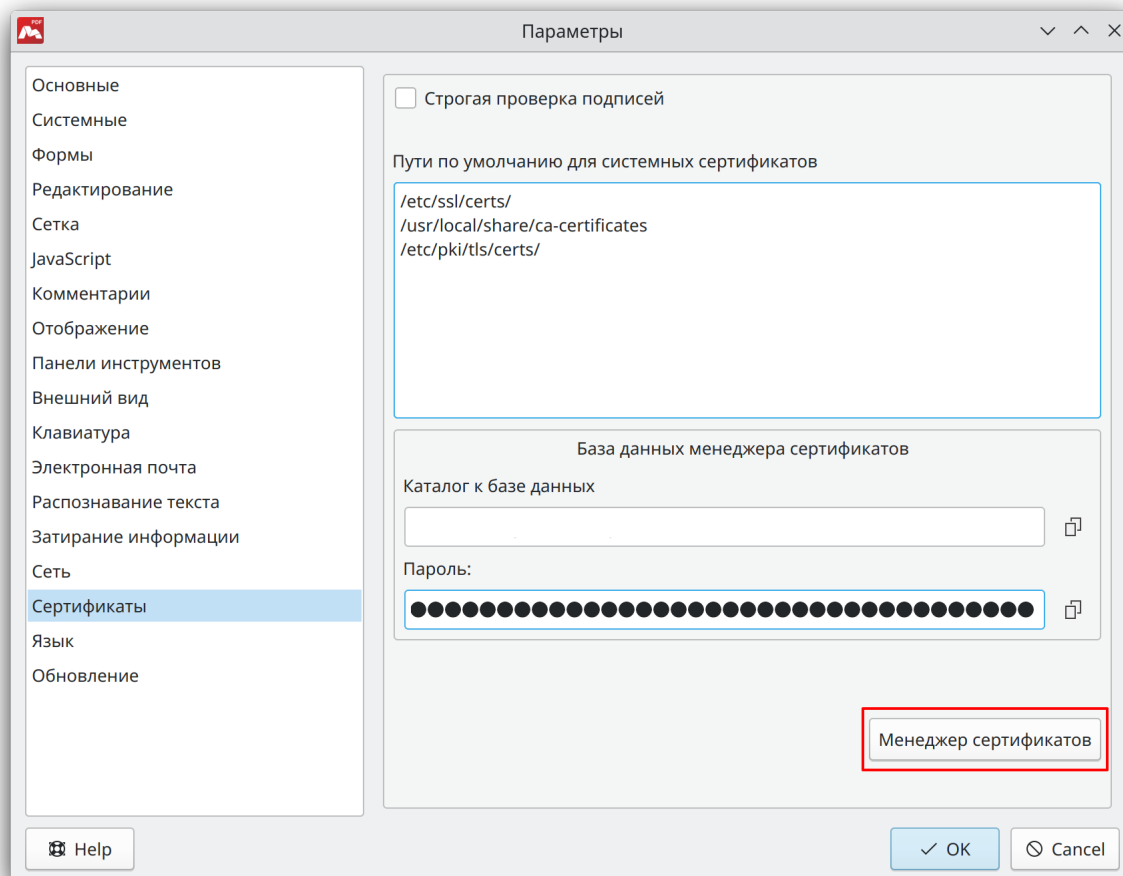 PDF
Параметры
Основные
Системные
Формы
Редактирование
Сетка
JavaScript
Комментарии
Отображение
Панели инструментов
Внешний вид
Клавиатура
Электронная почта
Распознавание текста
Затирание информации
Сеть
Сертификаты
Язык
Обновление
Строгая проверка подписей
Пути по умолчанию для системных сертификатов
/etc/ssl/certs/
/usr/local/share/ca-certificates
/etc/pki/tls/certs/
База данных менеджера сертификатов
Каталог к базе данных
Пароль:
●●●●●●●●●●●●●●●●●●●●●●●●●●●●●●●●●●●●
Менеджер сертификатов
Help
OK
Cancel